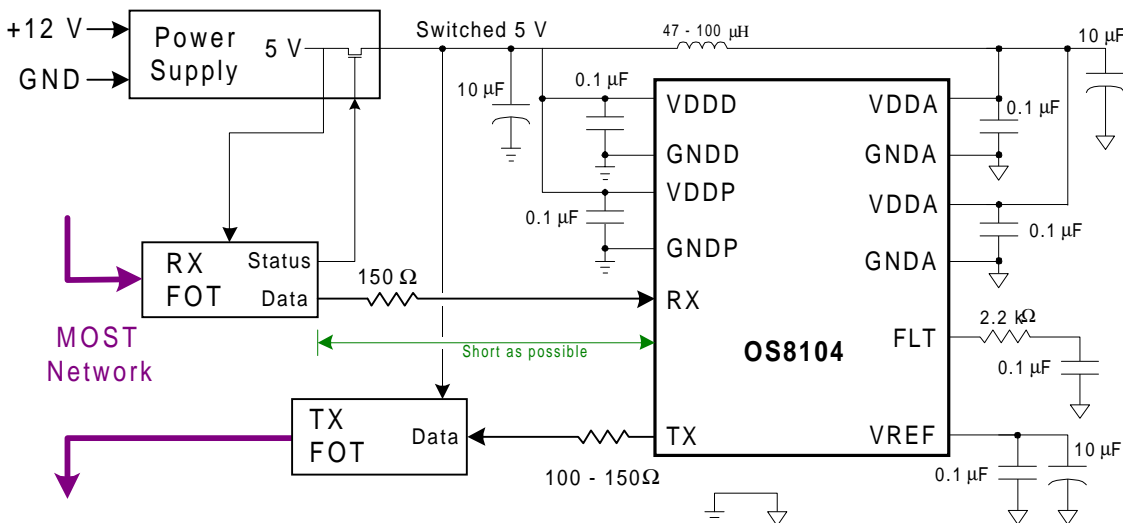 +12 V
GND
Power
Supply
5 V
Switched 5 V
47 - 100 µH
10 µF
0.1 µF
10 µF
0.1 µF
0.1 µF
0.1 µF
VDDD
GNDD
VDDP
GNDP
RX
TX
OS8104
VDDA
GNDA
VDDA
GNDA
FLT
VREF
RX
FOT
Status
Data
150 Ω
Short as possible
MOST
Network
TX
FOT
Data
100 - 150Ω
2.2 kΩ
0.1 µF
0.1 µF
10 µF